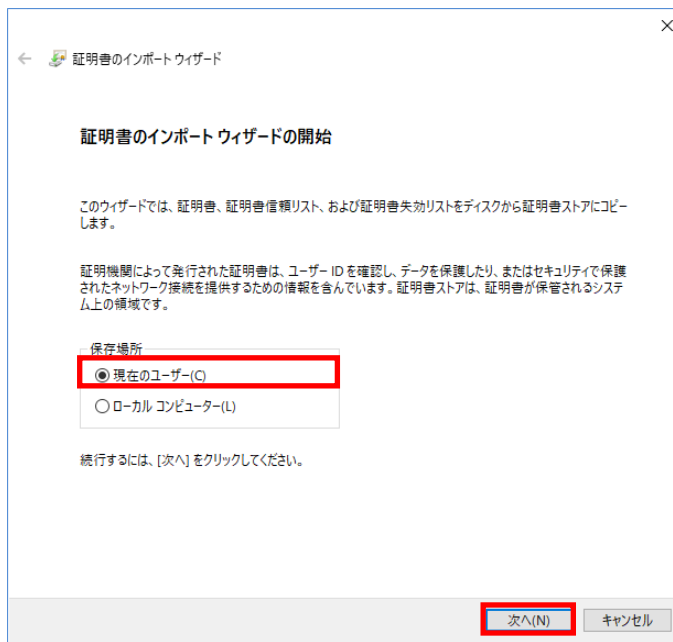 証明書のインポート ウィザード
証明書のインポート ウィザードの開始
このウィザードでは、証明書、証明書信頼リスト、および証明書失効リストをディスクから証明書ストアにコピー
します。
証明機関によって発行された証明書は、ユーザー ID を確認し、データを保護したり、またはセキュリティで保護
されたネットワーク接続を提供するための情報を含んでいます。証明書ストアは、証明書が保管されるシステ
ム上の領域です。
保存場所
現在のユーザー(C)
ローカル コンピューター(L)
続行するには、[次へ] をクリックしてください。
次へ(N) キャンセル